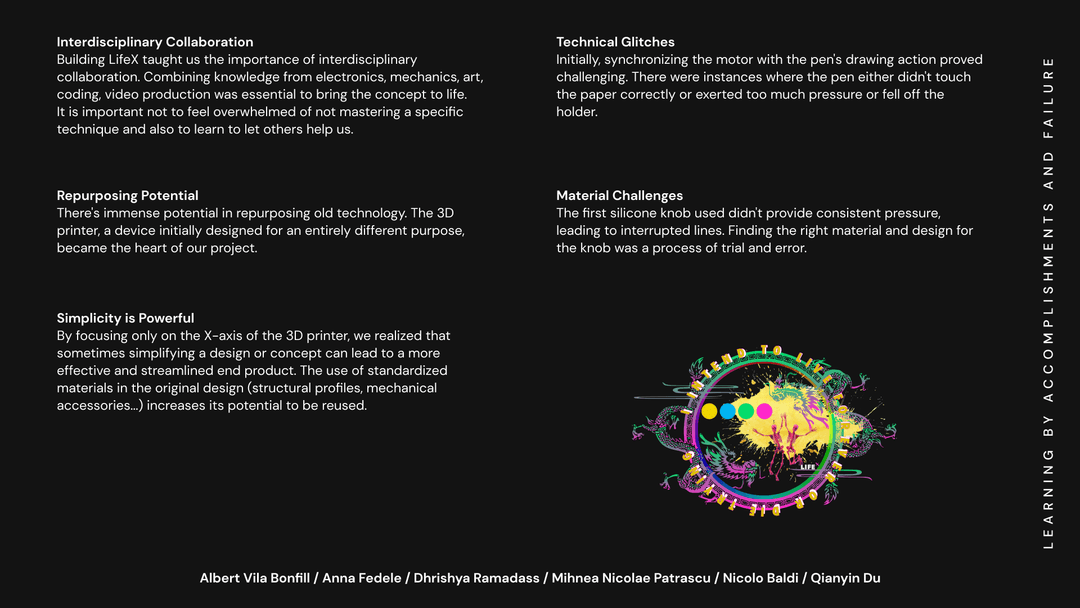 Interdisciplinary Collaboration
Building LifeX taught us the importance of interdisciplinary
collaboration. Combining knowledge from electronics, mechanics, art,
coding, video production was essential to bring the concept to life.
It is important not to feel overwhelmed of not mastering a specific
technique and also to learn to let others help us.
Repurposing Potential
There's immense potential in repurposing old technology. The 3D
printer, a device initially designed for an entirely different purpose,
became the heart of our project.
Simplicity is Powerful
By focusing only on the X-axis of the 3D printer, we realized that
sometimes simplifying a design or concept can lead to a more
effective and streamlined end product. The use of standardized
materials in the original design (structural profiles, mechanical
accessories...) increases its potential to be reused.
Technical Glitches
Initially, synchronizing the motor with the pen's drawing action proved
challenging. There were instances where the pen either didn't touch
the paper correctly or exerted too much pressure or fell off the
holder.
Material Challenges
The first silicone knob used didn't provide consistent pressure,
leading to interrupted lines. Finding the right material and design for
the knob was a process of trial and error.
LIFE
LEARNING BY ACCOMPLISHMENTS AND FAILURE
Albert Vila Bonfill / Anna Fedele / Dhrishya Ramadass / Mihnea Nicolae Patrascu / Nicolo Baldi / Qianyin Du